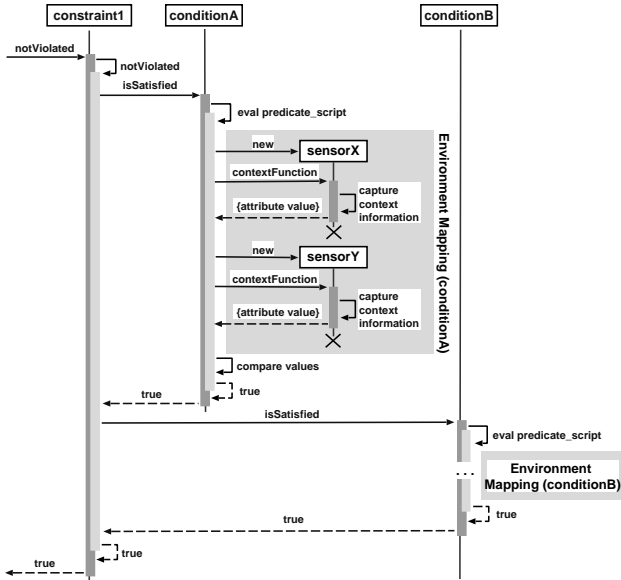 constraint1
conditionA
conditionB
notViolated
notViolated
isSatisfied
eval predicate_script
new
sensorX
contextFunction
capture
context
information
{attribute value}
new
sensorY
contextFunction
capture
context
information
{attribute value}
Environment Mapping (conditionA)
compare values
true
true
isSatisfied
eval predicate_script
...
Environment
Mapping (conditionB)
true
true
true
true